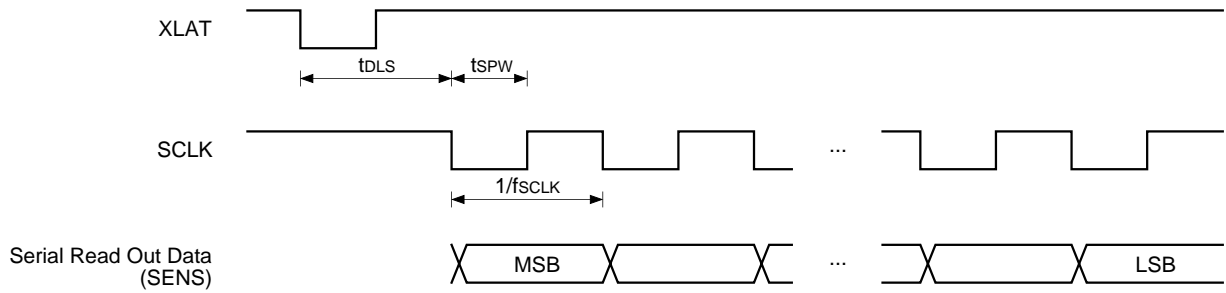 XLAT
tDLS
tSPW
SCLK
...
1/fSCLK
Serial Read Out Data
(SENS)
MSB
...
LSB